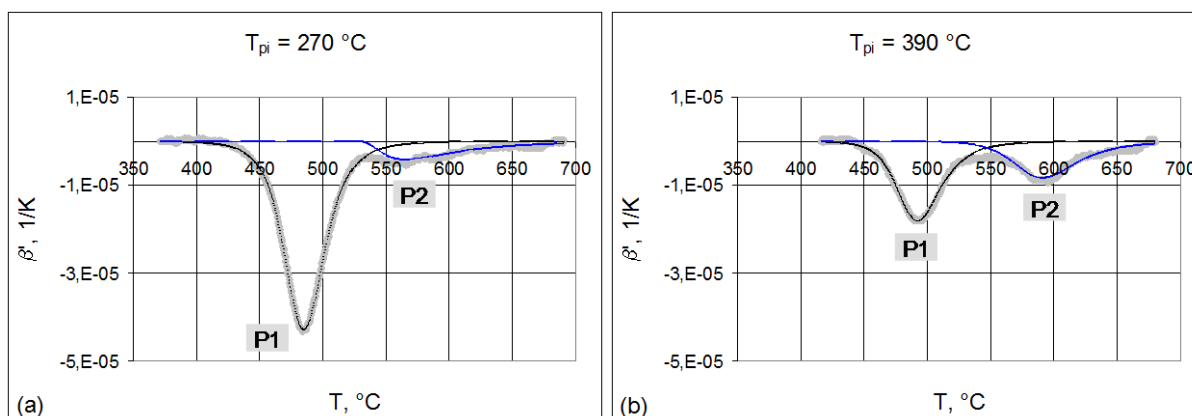 T_pi = 270 °C
1,E-05
350 400 450 500 550 600 650 700
-1,E-05
-3,E-05
-5,E-05
β', 1/K
P2
P1
(a)
T, °C
T_pi = 390 °C
1,E-05
350 400 450 500 550 600 650 700
-1,E-05
-3,E-05
-5,E-05
β', 1/K
P2
P1
(b)
T, °C